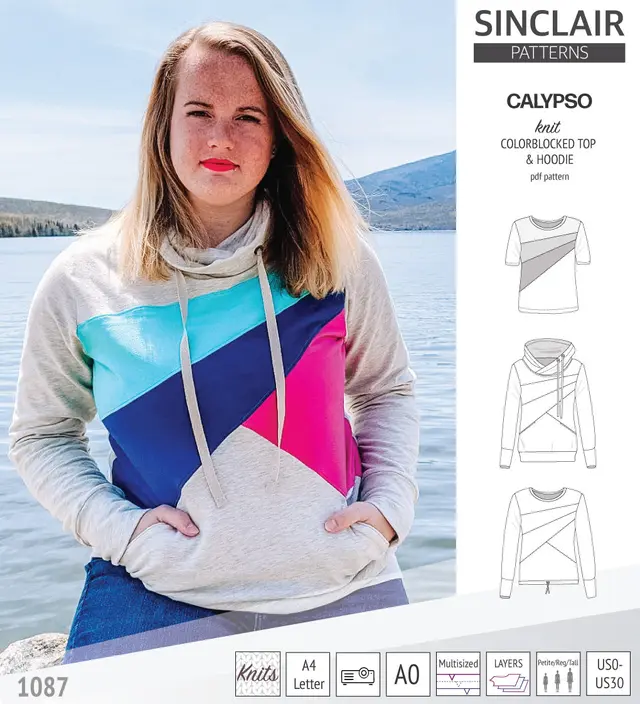 SINCLAIR
PATTERNS
CALYPSO
knit
COLORBLOCKED TOP
& HOODIE
pdf pattern
1087
Knits
A4
Letter
A0
Multisized
LAYERS
Petite/Reg/Tall
US0-
US30